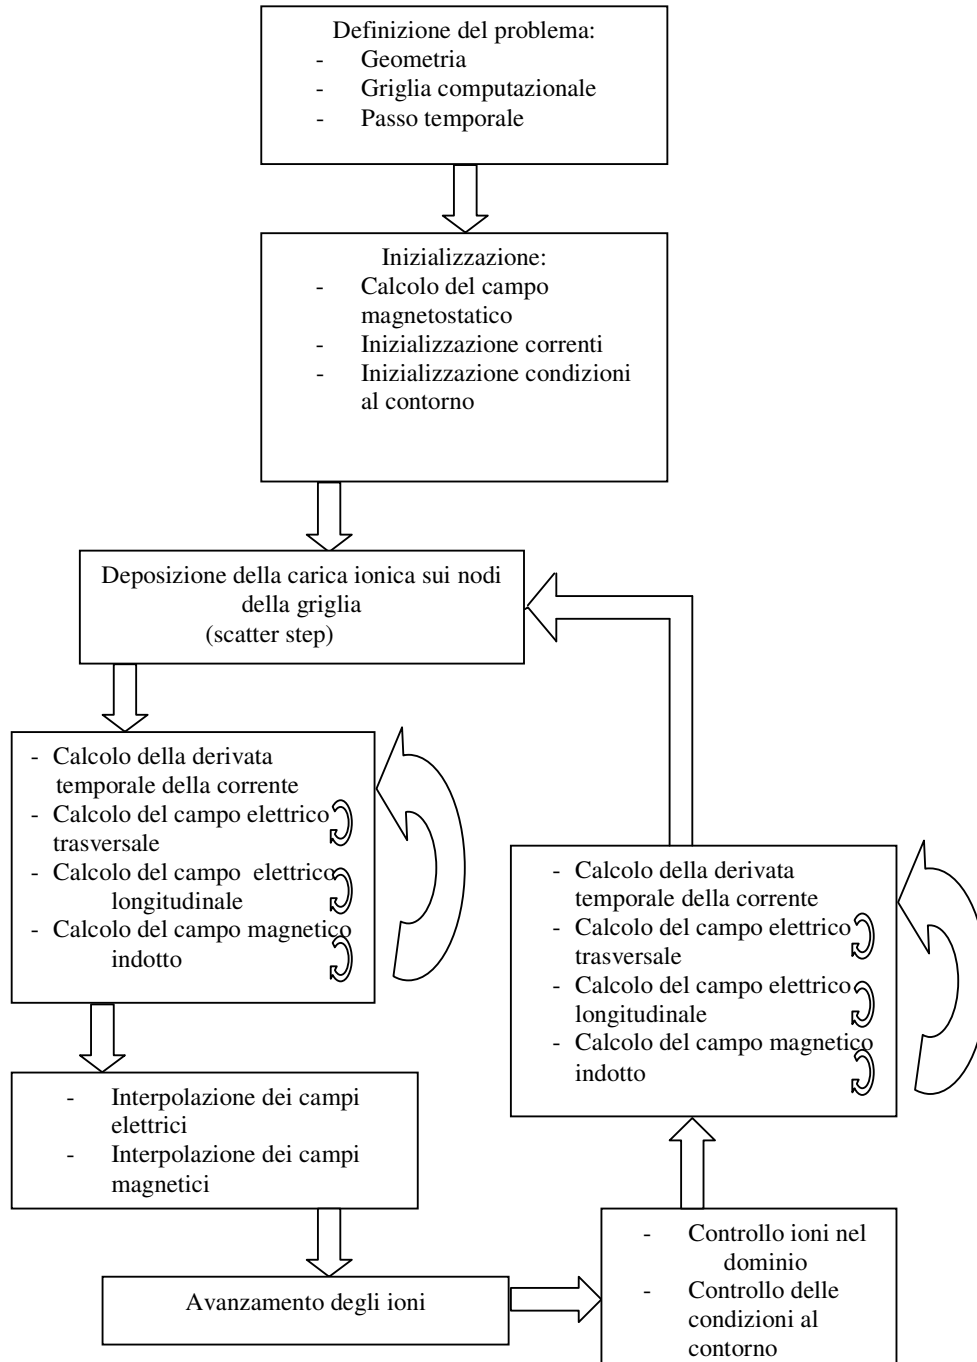 Definizione del problema:
- Geometria
- Griglia computazionale
- Passo temporale
Inizializzazione:
- Calcolo del campo
magnetostatico
- Inizializzazione correnti
- Inizializzazione condizioni
al contorno
Deposizione della carica ionica sui nodi
della griglia
(scatter step)
- Calcolo della derivata
temporale della corrente
- Calcolo del campo elettrico
trasversale
- Calcolo del campo elettrico
longitudinale
- Calcolo del campo magnetico
indotto
- Interpolazione dei campi
elettrici
- Interpolazione dei campi
magnetici
Avanzamento degli ioni
- Controllo ioni nel
dominio
- Controllo delle
condizioni al
contorno
- Calcolo della derivata
temporale della corrente
- Calcolo del campo elettrico
trasversale
- Calcolo del campo elettrico
longitudinale
- Calcolo del campo magnetico
indotto